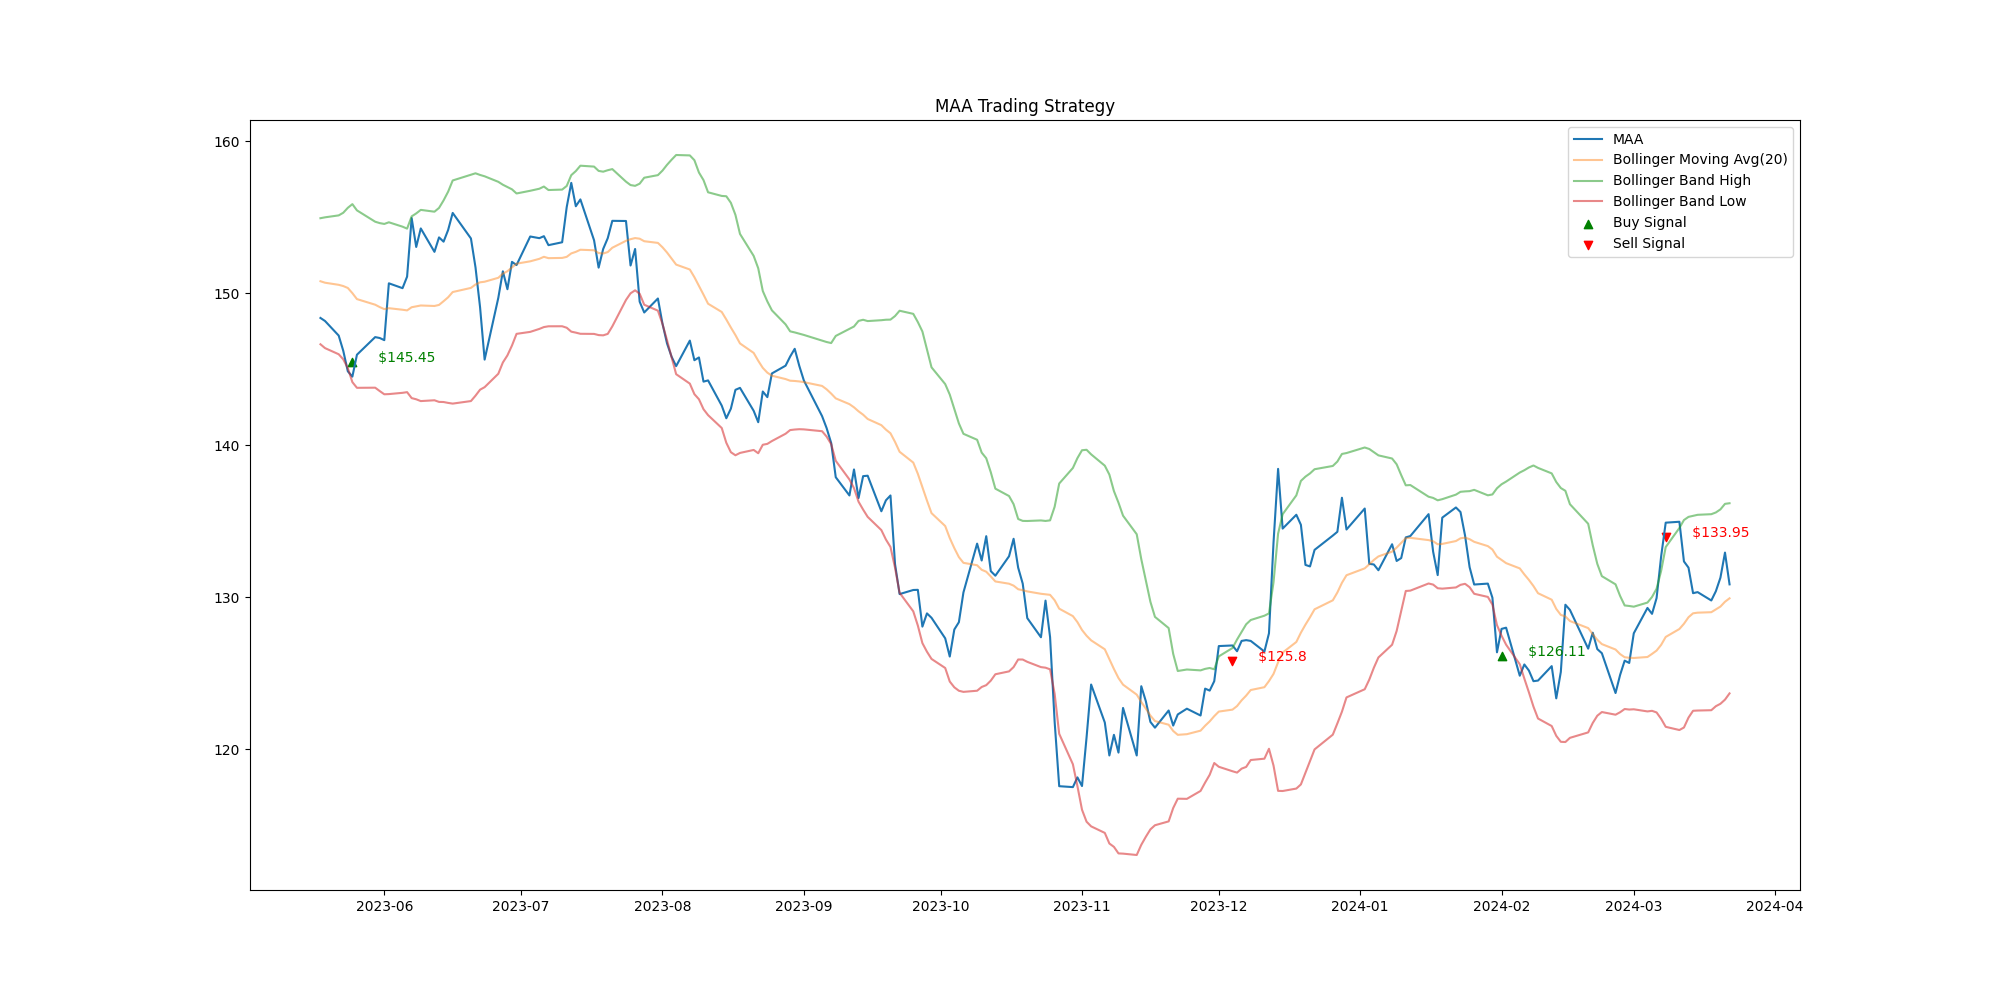 MAA Trading Strategy
160
150
140
130
120
MAA
Bollinger Moving Avg(20)
Bollinger Band High
Bollinger Band Low
Buy Signal
Sell Signal
$145.45
$125.8
$126.11
$133.95
2023-06
2023-07
2023-08
2023-09
2023-10
2023-11
2023-12
2024-01
2024-02
2024-03
2024-04